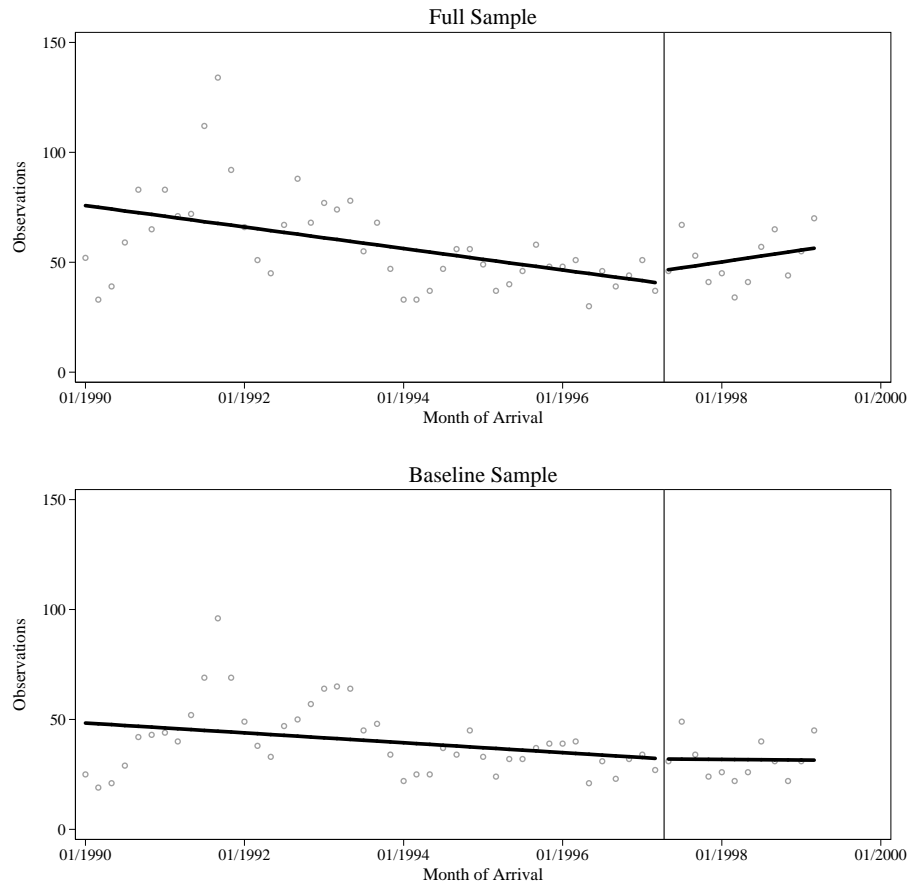 Full Sample
150
100
50
0
Observations
01/1990 01/1992 01/1994 01/1996 01/1998 01/2000
Month of Arrival
Baseline Sample
150
100
50
0
Observations
01/1990 01/1992 01/1994 01/1996 01/1998 01/2000
Month of Arrival